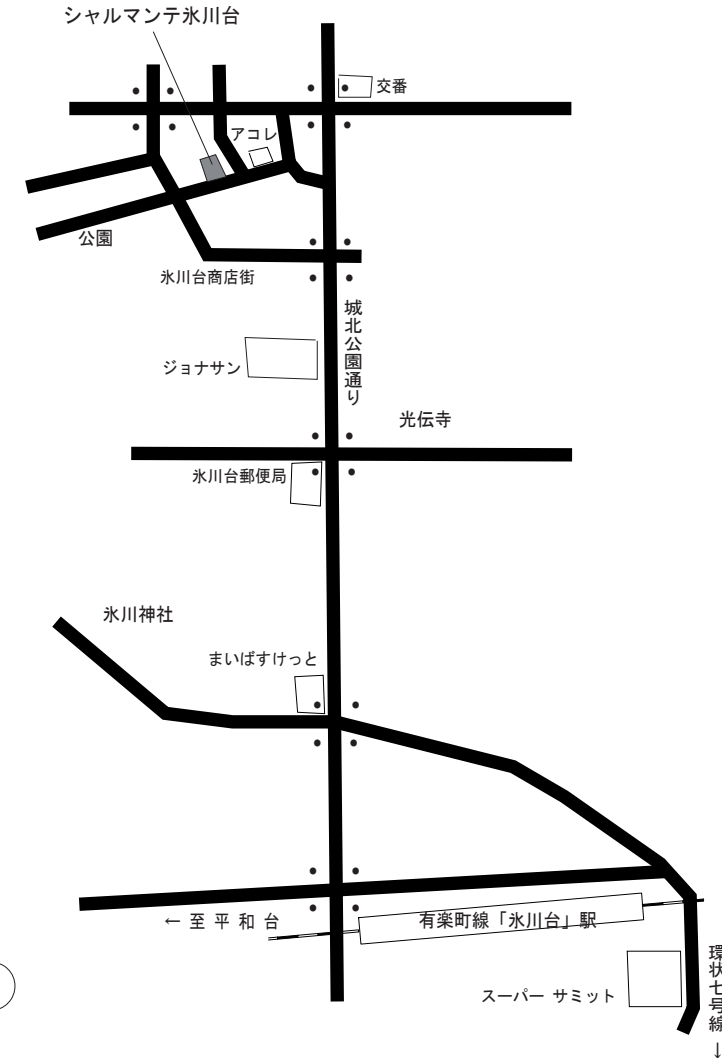 シャルマンテ氷川台
交番
アコレ
公園
氷川台商店街
城北公園通り
ジョナサン
光伝寺
氷川台郵便局
氷川神社
まいばすけっと
← 至 平 和 台
有楽町線「氷川台」駅
スーパー サミット
環状七号線↓